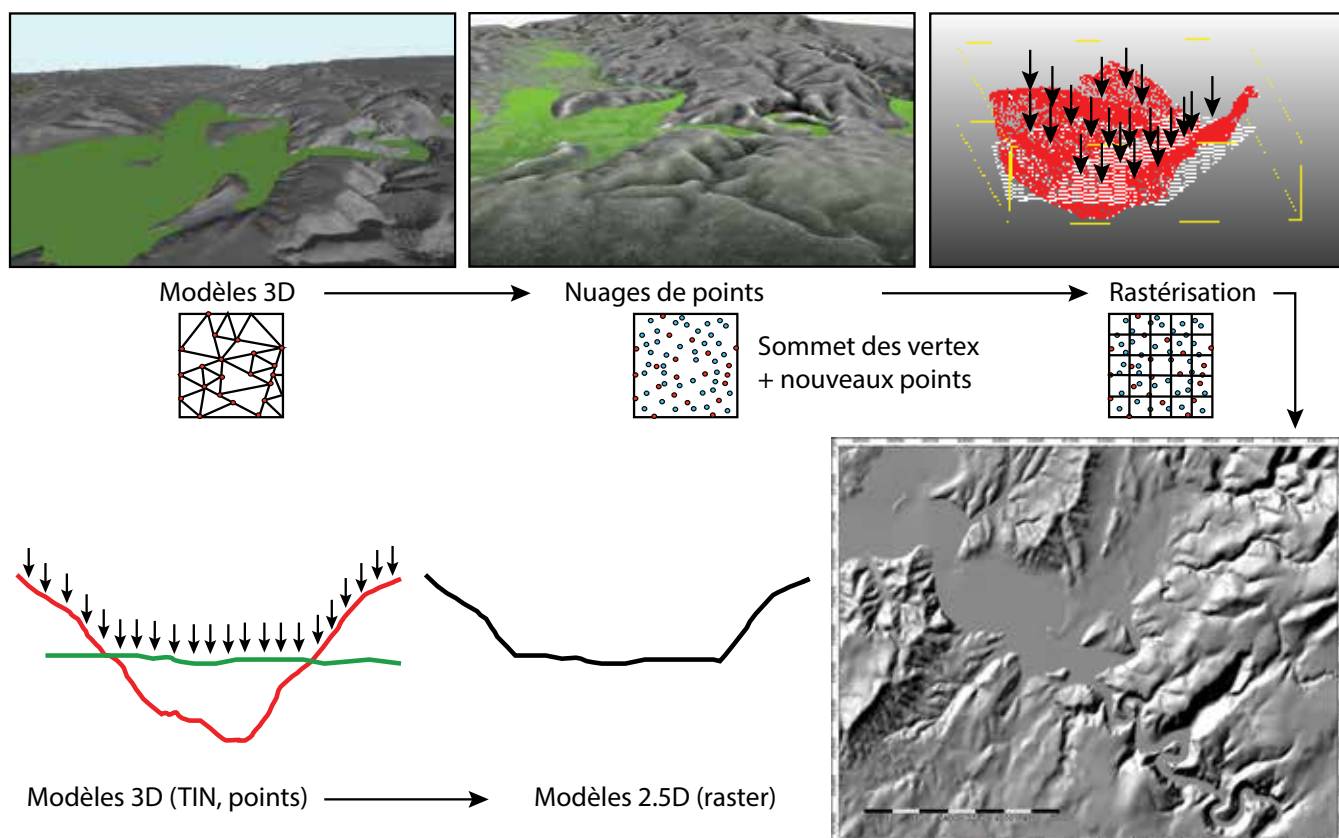 Modèles 3D
Nuages de points
Rastérisation
Sommet des vertex
+ nouveaux points
Modèles 3D (TIN, points)
Modèles 2.5D (raster)